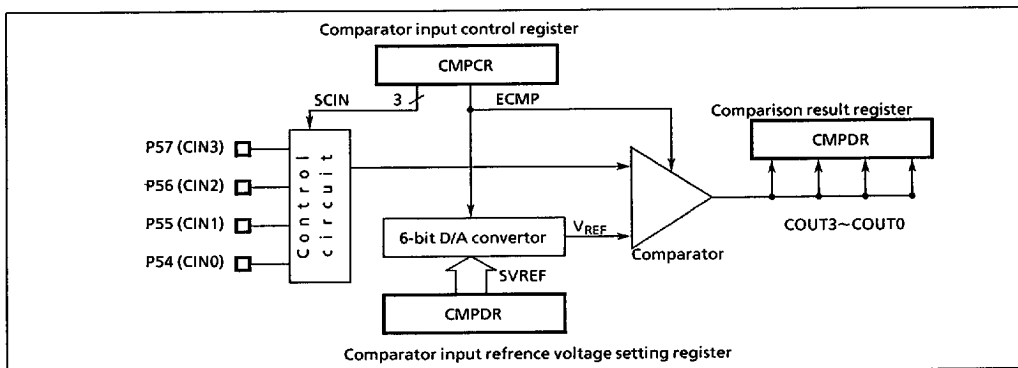 Comparator input control register
CMPCR
SCIN
3
ECMP
Comparison result register
CMPDR
P57 (CIN3)
P56 (CIN2)
P55 (CIN1)
P54 (CIN0)
Control circuit
6-bit D/A convertor
VREF
Comparator
COUT3~COUT0
SVREF
CMPDR
Comparator input refrence voltage setting register